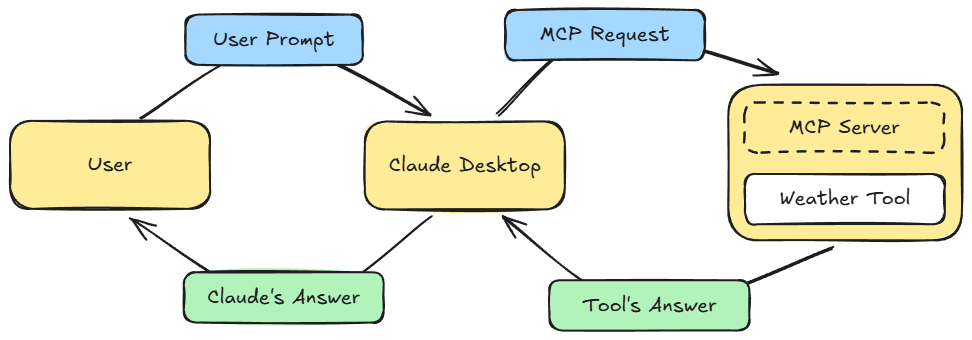 User Prompt
MCP Request
User
Claude Desktop
MCP Server
Weather Tool
Claude's Answer
Tool's Answer